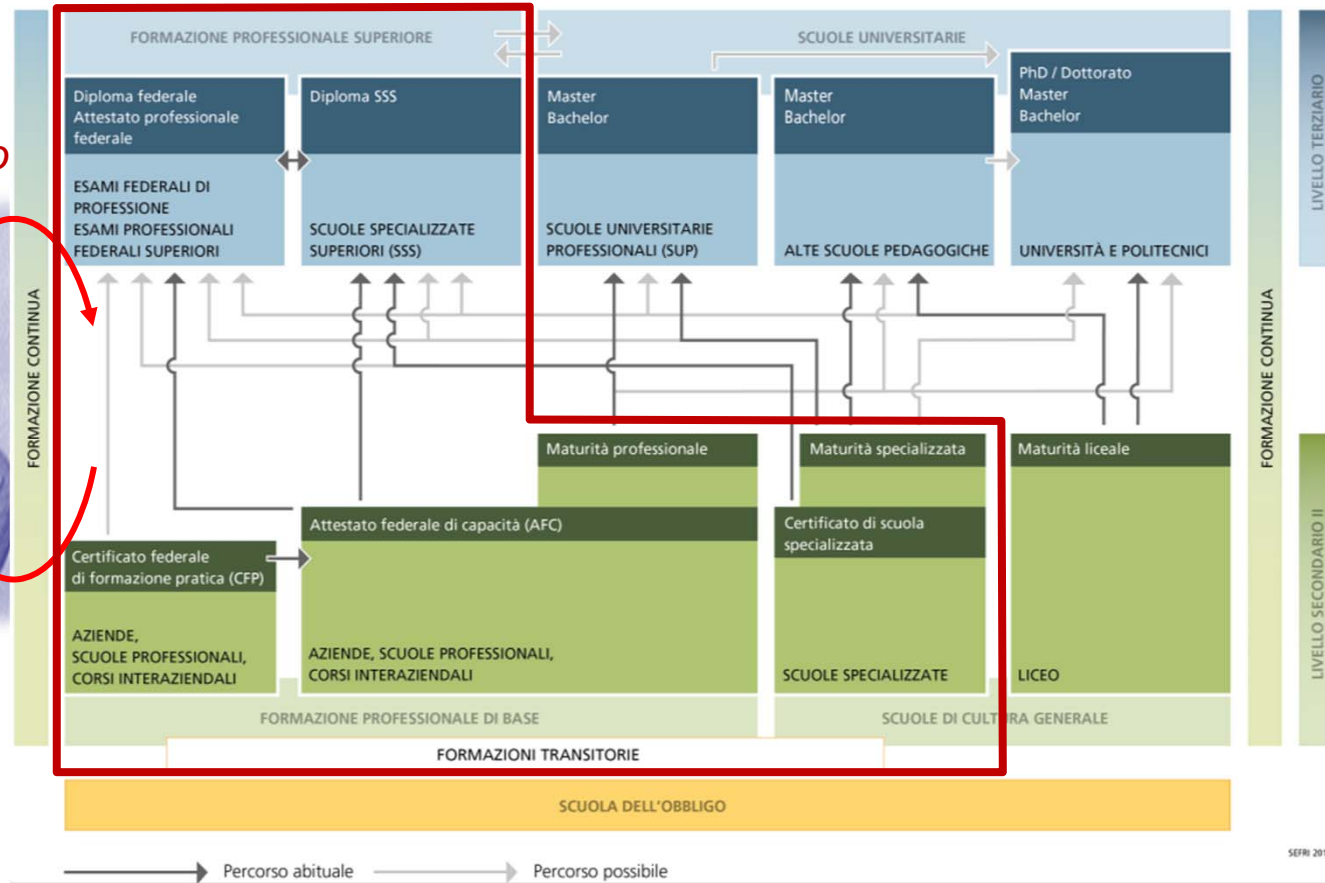 FORMAZIONE PROFESSIONALE SUPERIORE
SCUOLE UNIVERSITARIE
Diploma federale
Attestato professionale
federale
ESAMI FEDERALI DI
PROFESSIONE
ESAMI PROFESSIONALI
FEDERALI SUPERIORI
Diploma SSS
SCUOLE SPECIALIZZATE
SUPERIORI (SSS)
Master
Bachelor
SCUOLE UNIVERSITARIE
PROFESSIONALI (SUP)
Master
Bachelor
ALTE SCUOLE PEDAGOGICHE
PhD / Dottorato
Master
Bachelor
UNIVERSITÀ E POLITECNICI
LIVELLO TERZIARIO
FORMAZIONE CONTINUA
FORMAZIONE CONTINUA
Maturità professionale
Maturità specializzata
Maturità liceale
Attestato federale di capacità (AFC)
Certificato di scuola
specializzata
Certificato federale
di formazione pratica (CFP)
AZIENDE,
SCUOLE PROFESSIONALI,
CORSI INTERAZIENDALI
AZIENDE, SCUOLE PROFESSIONALI,
CORSI INTERAZIENDALI
SCUOLE SPECIALIZZATE
LICEO
LIVELLO SECONDARIO II
FORMAZIONE PROFESSIONALE DI BASE
SCUOLE DI CULTURA GENERALE
FORMAZIONI TRANSITORIE
SCUOLA DELL'OBBLIGO
Percorso abituale
Percorso possibile
SEFRI